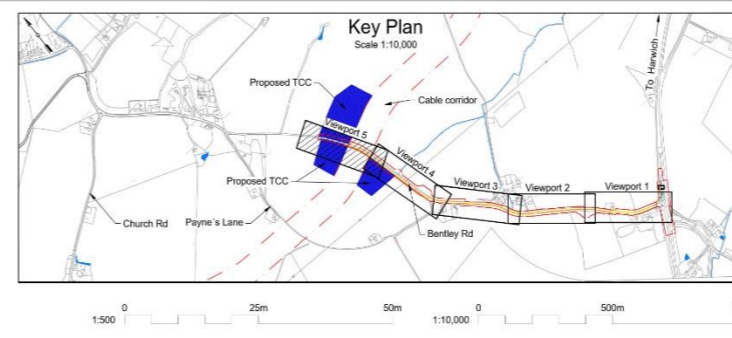 Key Plan
Scale 1:10,000
To Harwich
Proposed TCC
Cable corridor
Viewport 5
Viewport 4
Proposed TCC
Viewport 3
Viewport 2
Viewport 1
Church Rd
Payne's Lane
Bentley Rd
0 25m 50m 0 500m
1:500 1:10,000